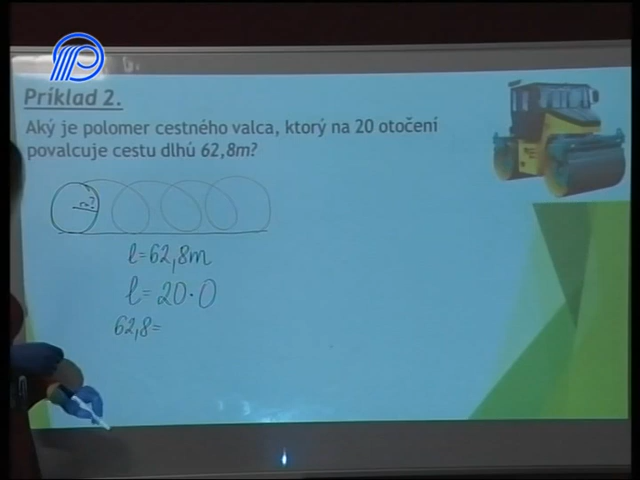 Príklad 2.
Aký je polomer cestného valca, ktorý na 20 otočení
povalcuje cestu dlhú 62,8m?
r=?
l=62,8m
l=20·O
62,8=